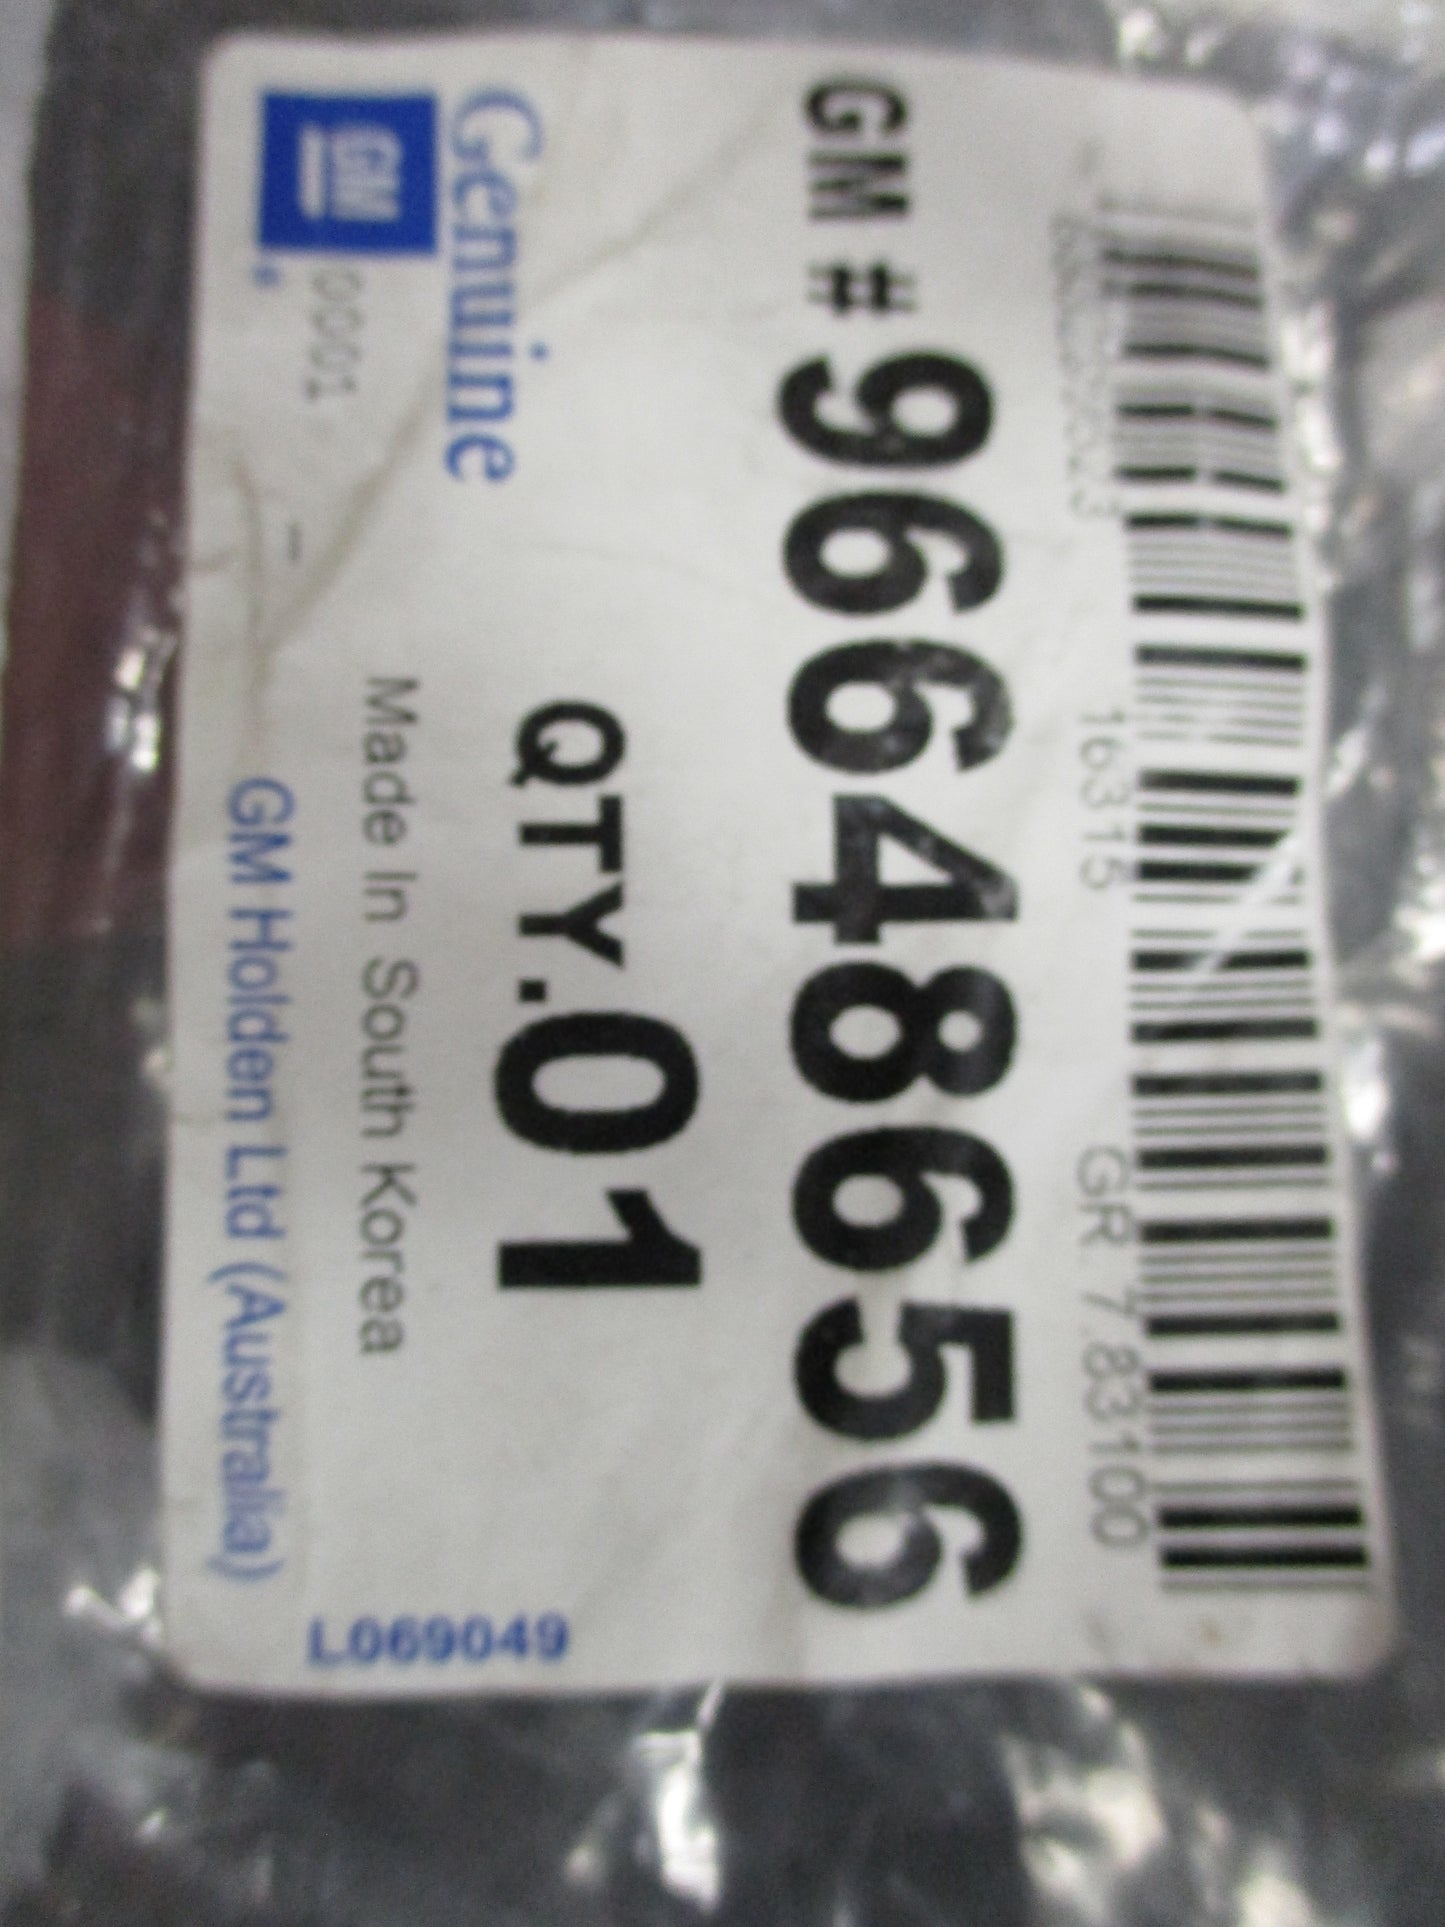 16315 GR 7.83100
GM # 96648656
QTY.01
Genuine
GM
0001
Made In South Korea
GM Holden Ltd (Australia)
L069049